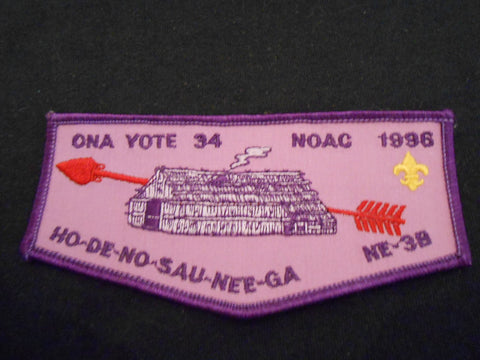 ONA YOTE 34 NOAC 1996
HO-DE-NO-SAU-NEE-GA NE-3B